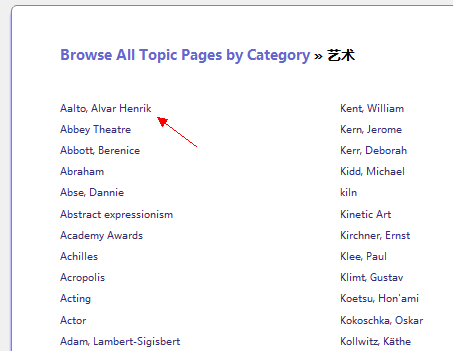 Browse All Topic Pages by Category » 艺术
Aalto, Alvar Henrik
Abbey Theatre
Abbott, Berenice
Abraham
Abse, Dannie
Abstract expressionism
Academy Awards
Achilles
Acropolis
Acting
Actor
Adam, Lambert-Sigisbert
Kent, William
Kern, Jerome
Kerr, Deborah
Kidd, Michael
kiln
Kinetic Art
Kirchner, Ernst
Klee, Paul
Klimt, Gustav
Koetsu, Hon'ami
Kokoschka, Oskar
Kollwitz, Käthe